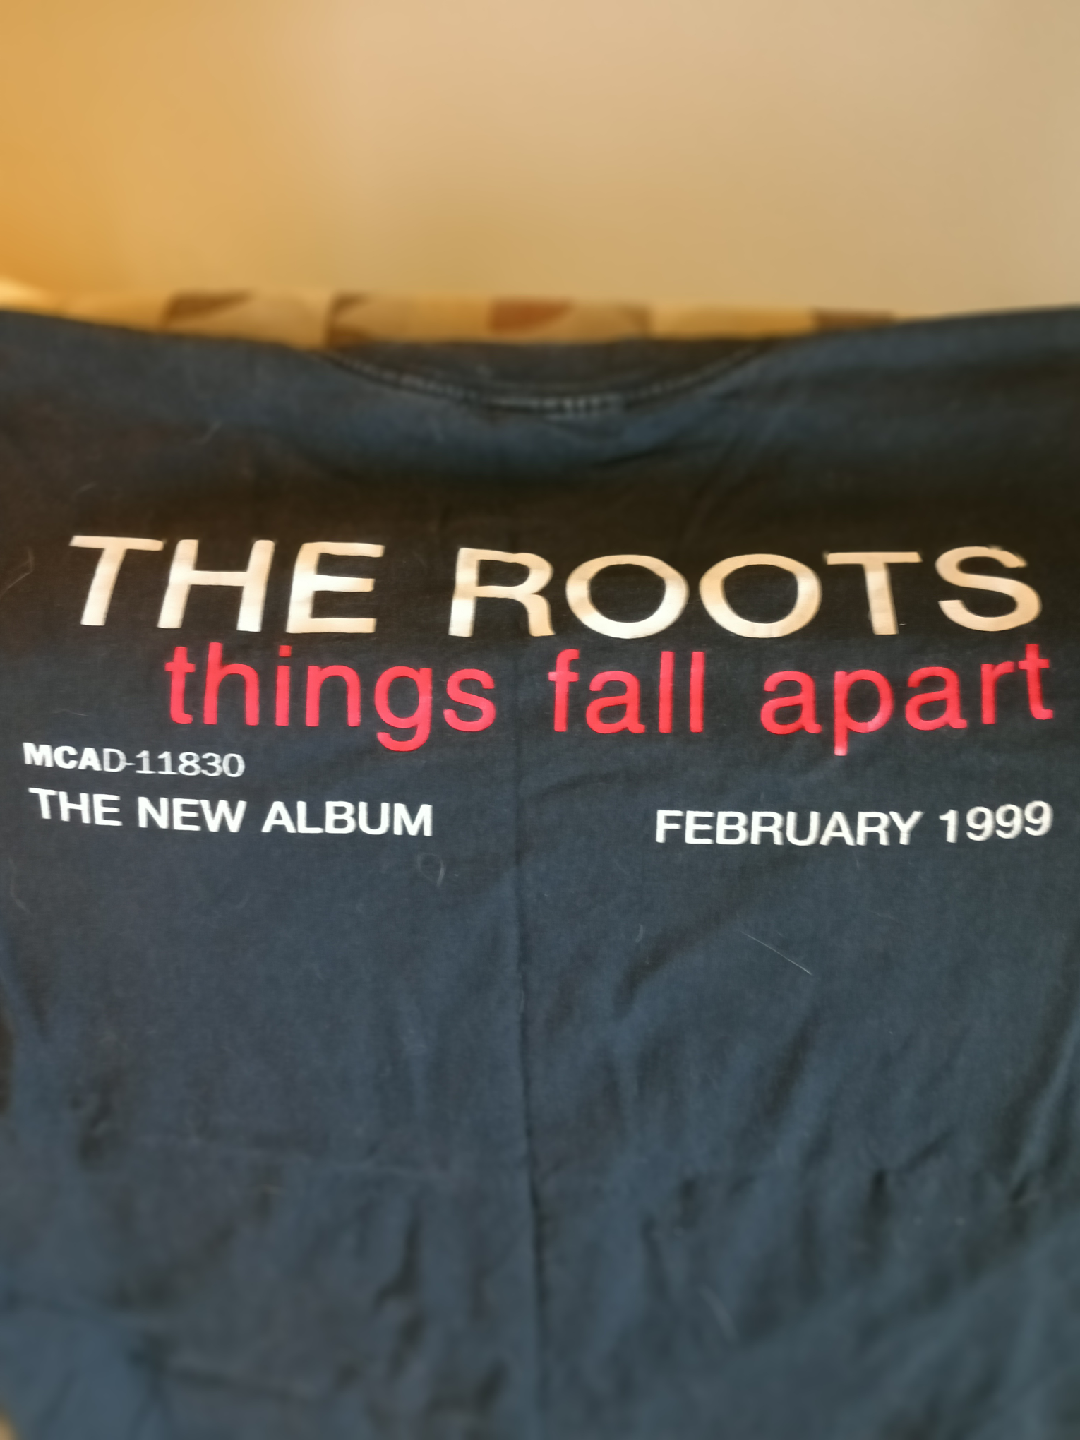 THE ROOTS
things fall apart
MCAD-11830
THE NEW ALBUM FEBRUARY 1999